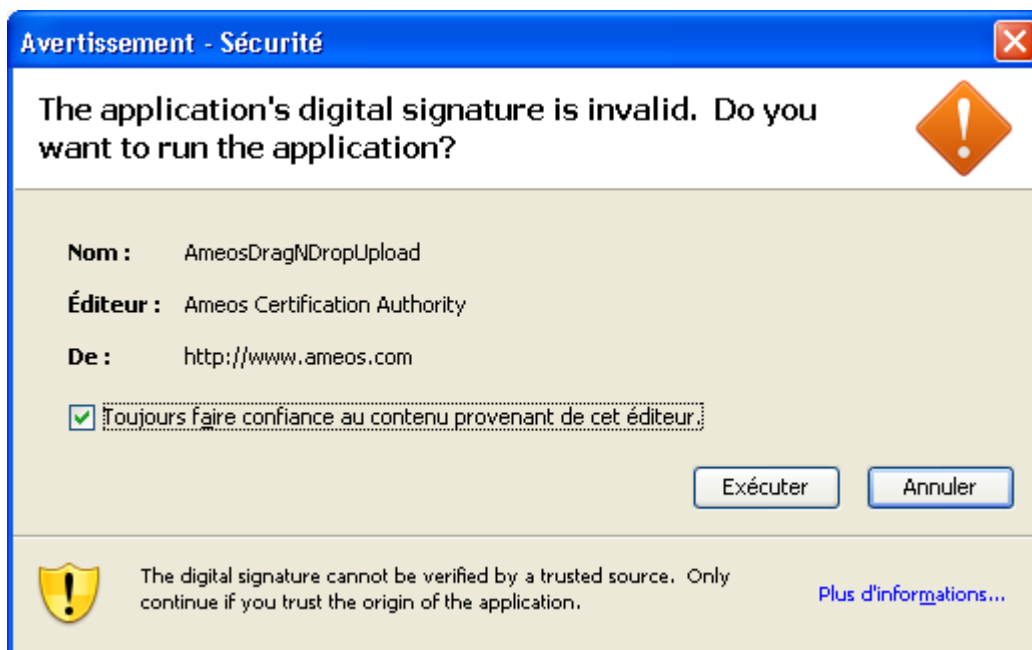 Avertissement - Sécurité
The application's digital signature is invalid.  Do you
want to run the application?
Nom : AmeosDragNDropUpload
Éditeur : Ameos Certification Authority
De : http://www.ameos.com
Toujours faire confiance au contenu provenant de cet éditeur.
Exécuter Annuler
The digital signature cannot be verified by a trusted source.  Only
continue if you trust the origin of the application.
Plus d'informations...